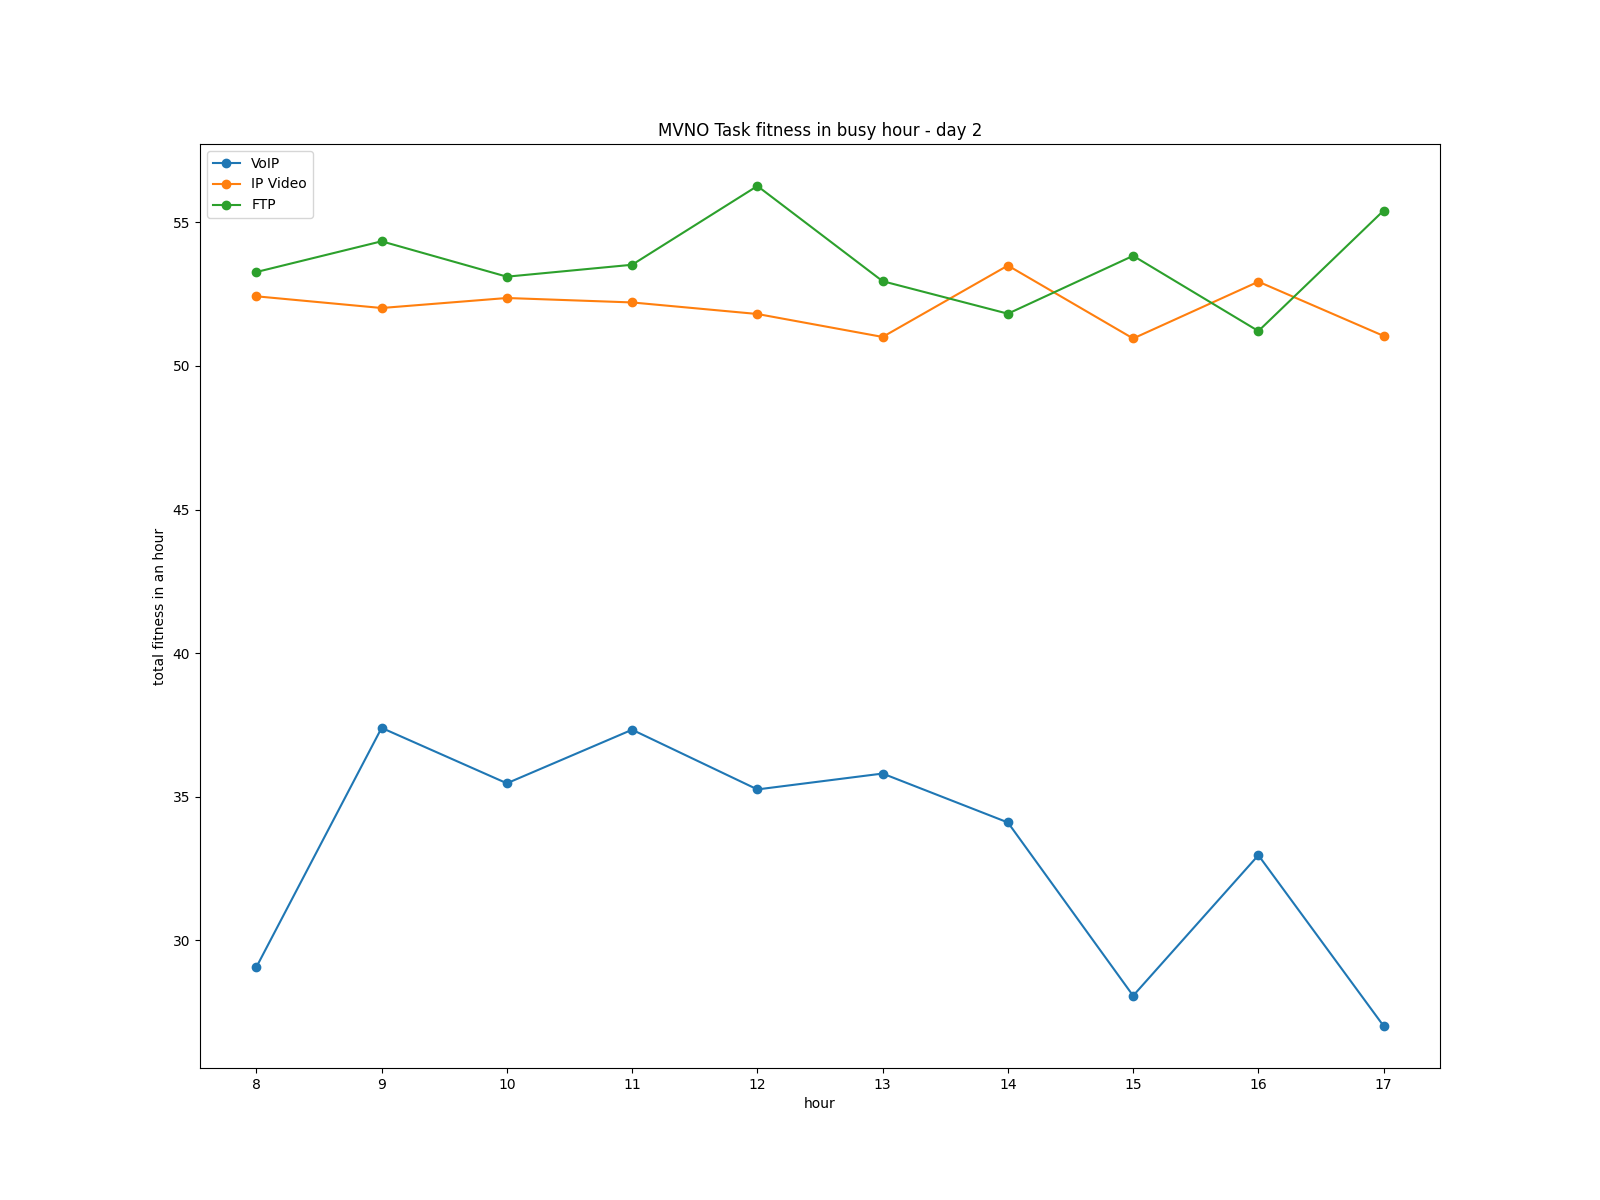 MVNO Task fitness in busy hour - day 2
VoIP
IP Video
FTP
55
50
45
40
35
30
total fitness in an hour
8 9 10 11 12 13 14 15 16 17
hour